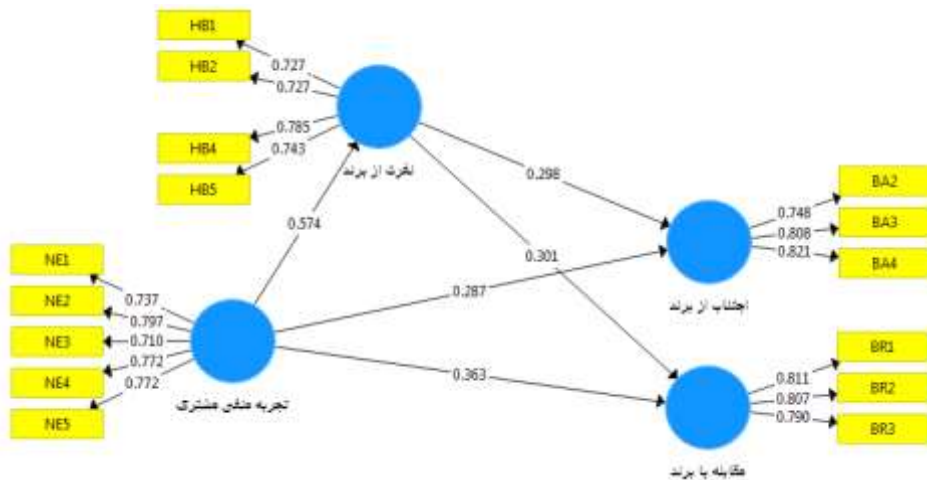 HB1
HB2
HB4
HB5
0.727
0.727
0.785
0.743
نفرت از برند
0.574
0.298
0.301
0.287
0.363
NE1
NE2
NE3
NE4
NE5
0.737
0.797
0.710
0.772
0.772
تجربه منفی مشتری
BA2
BA3
BA4
0.748
0.808
0.821
اجتناب از برند
BR1
BR2
BR3
0.811
0.807
0.790
مقابله با برند